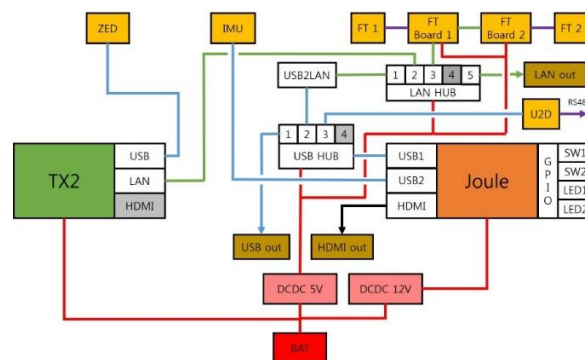 ZED
IMU
FT 1
FT
Board 1
FT
Board 2
FT 2
USB2LAN
1 2 3 4 5
LAN HUB
LAN out
U2D
RS48
1 2 3 4
USB HUB
TX2
USB
LAN
HDMI
USB1
USB2
HDMI
Joule
GPIO
SW1
SW2
LED1
LED2
USB out
HDMI out
DCDC 5V
DCDC 12V
BAT